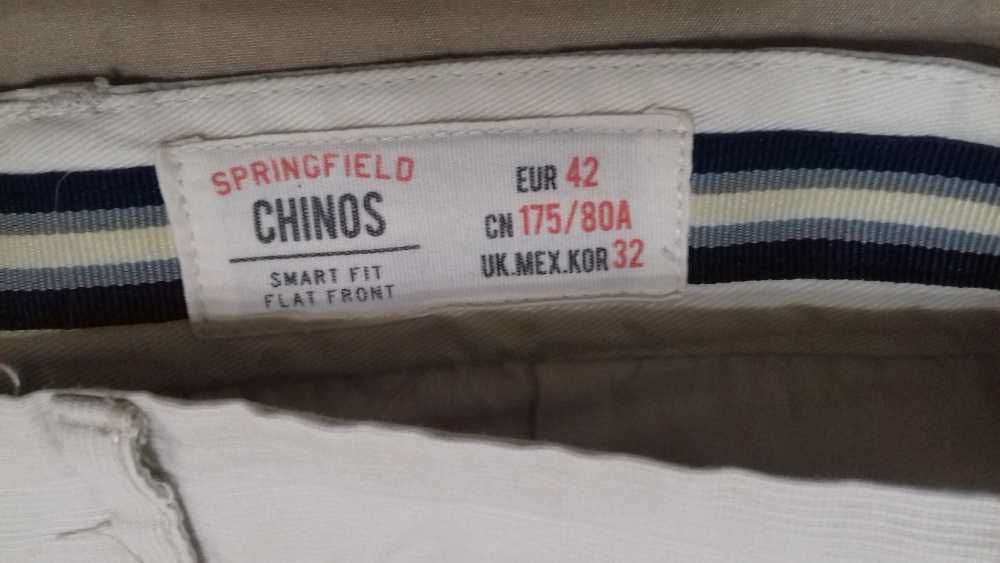 SPRINGFIELD
CHINOS
SMART FIT
FLAT FRONT
EUR 42
CN 175/80A
UK.MEX.KOR 32